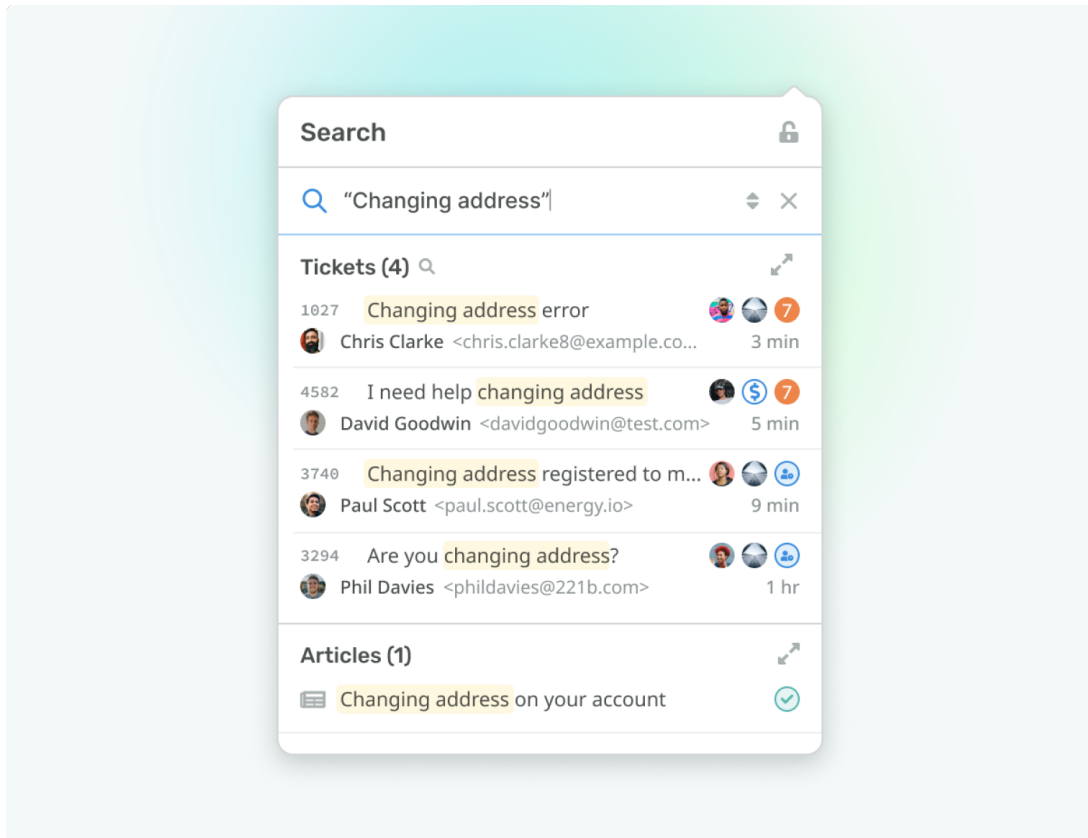 Search
“Changing address”
Tickets (4)
1027 Changing address error 7
Chris Clarke <chris.clarke8@example.co... 3 min
4582 I need help changing address $ 7
David Goodwin <davidgoodwin@test.com> 5 min
3740 Changing address registered to m...
Paul Scott <paul.scott@energy.io> 9 min
3294 Are you changing address?
Phil Davies <phildavies@221b.com> 1 hr
Articles (1)
Changing address on your account